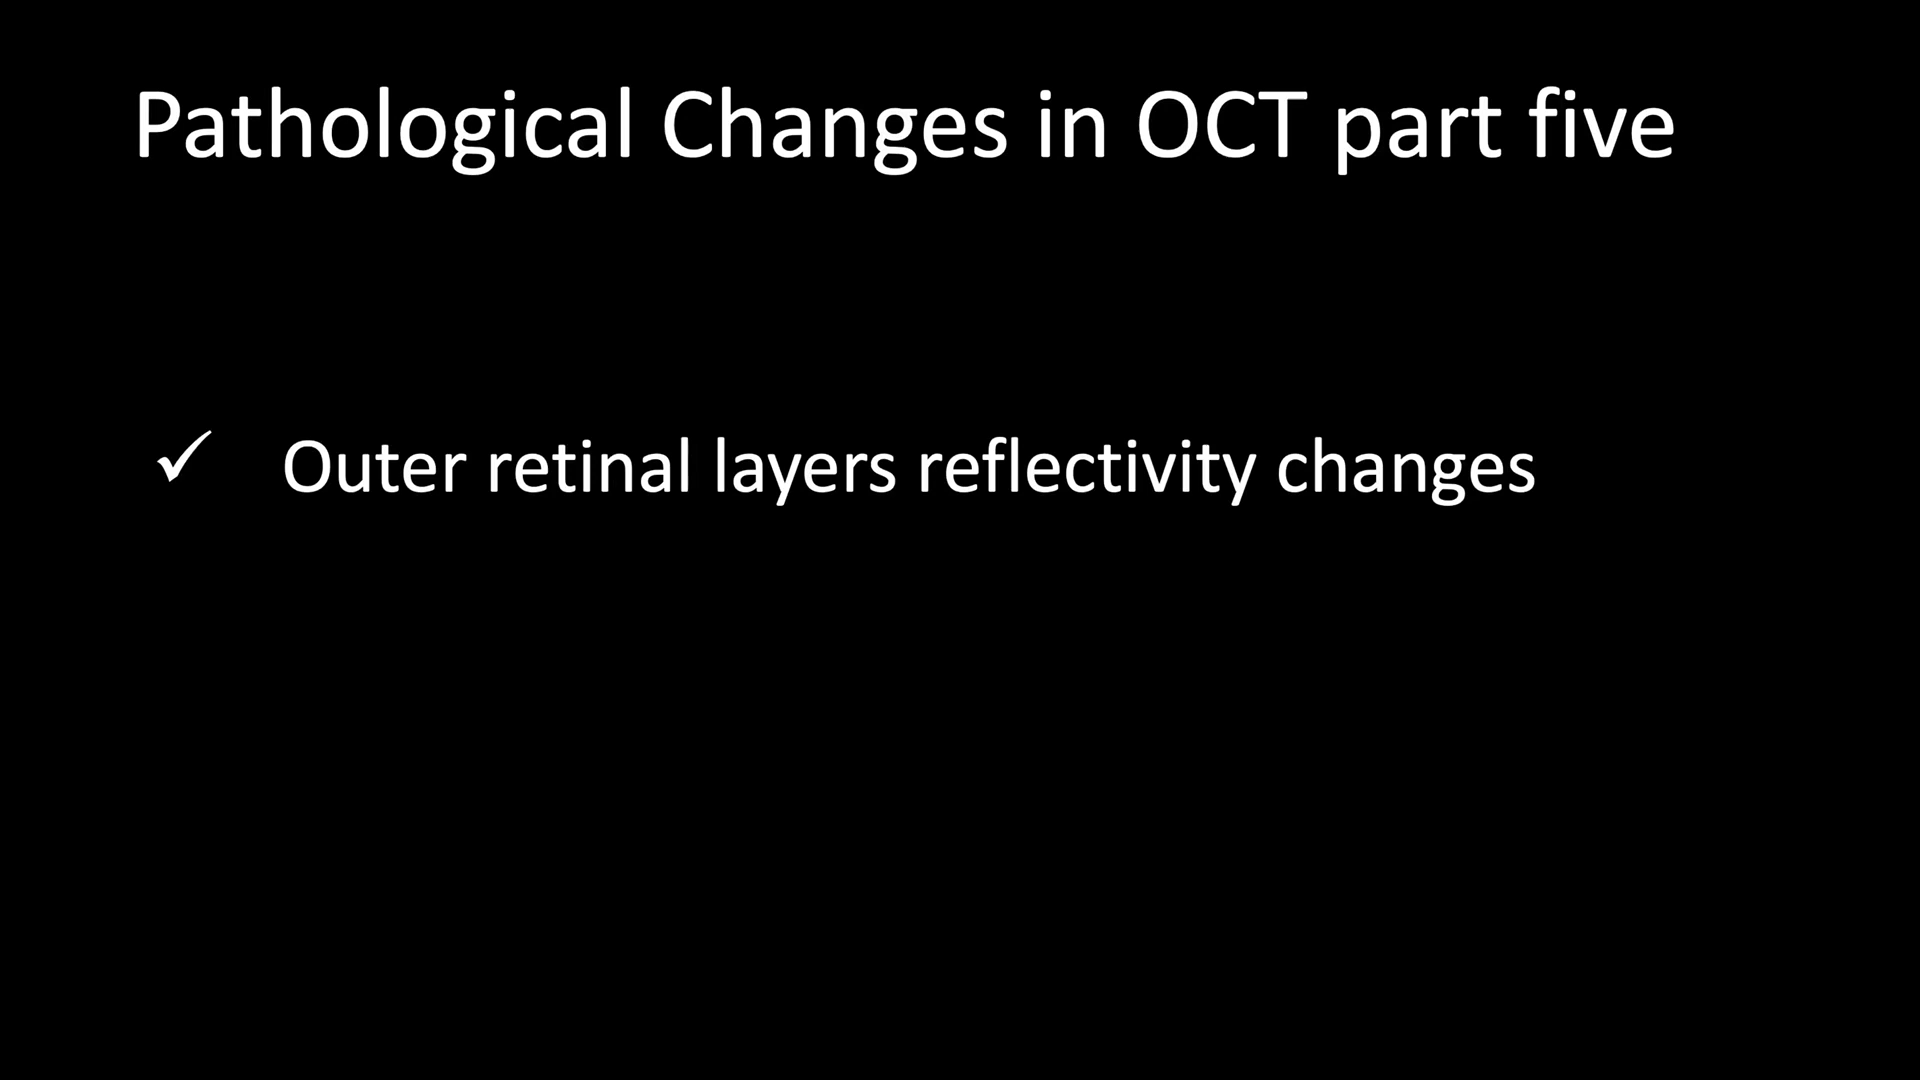 Pathological Changes in OCT part five
✓ Outer retinal layers reflectivity changes